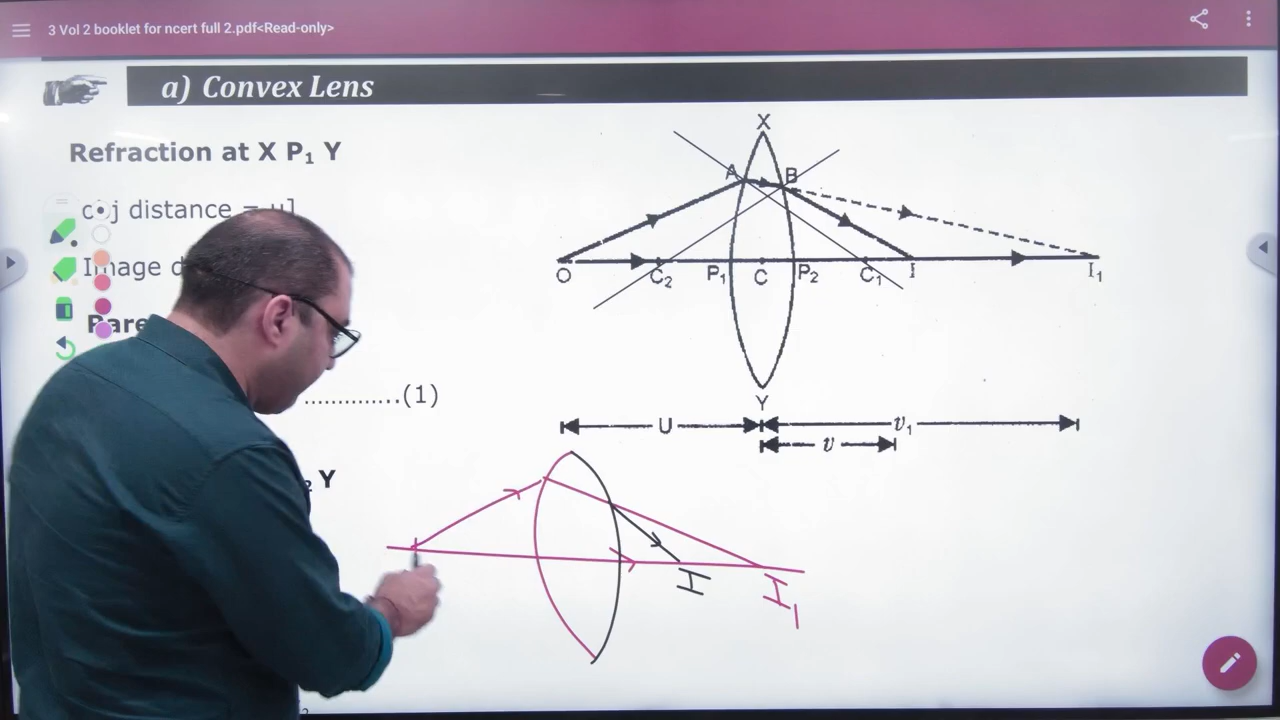 3 Vol 2 booklet for ncert full 2.pdf<Read-only>
a) Convex Lens
Refraction at X P₁ Y
distance = u]
Image
..............(1)
Y
X
A B
O C₂ P₁ C P₂ C₁ I I₁
Y
U v₁
v
I
I₁